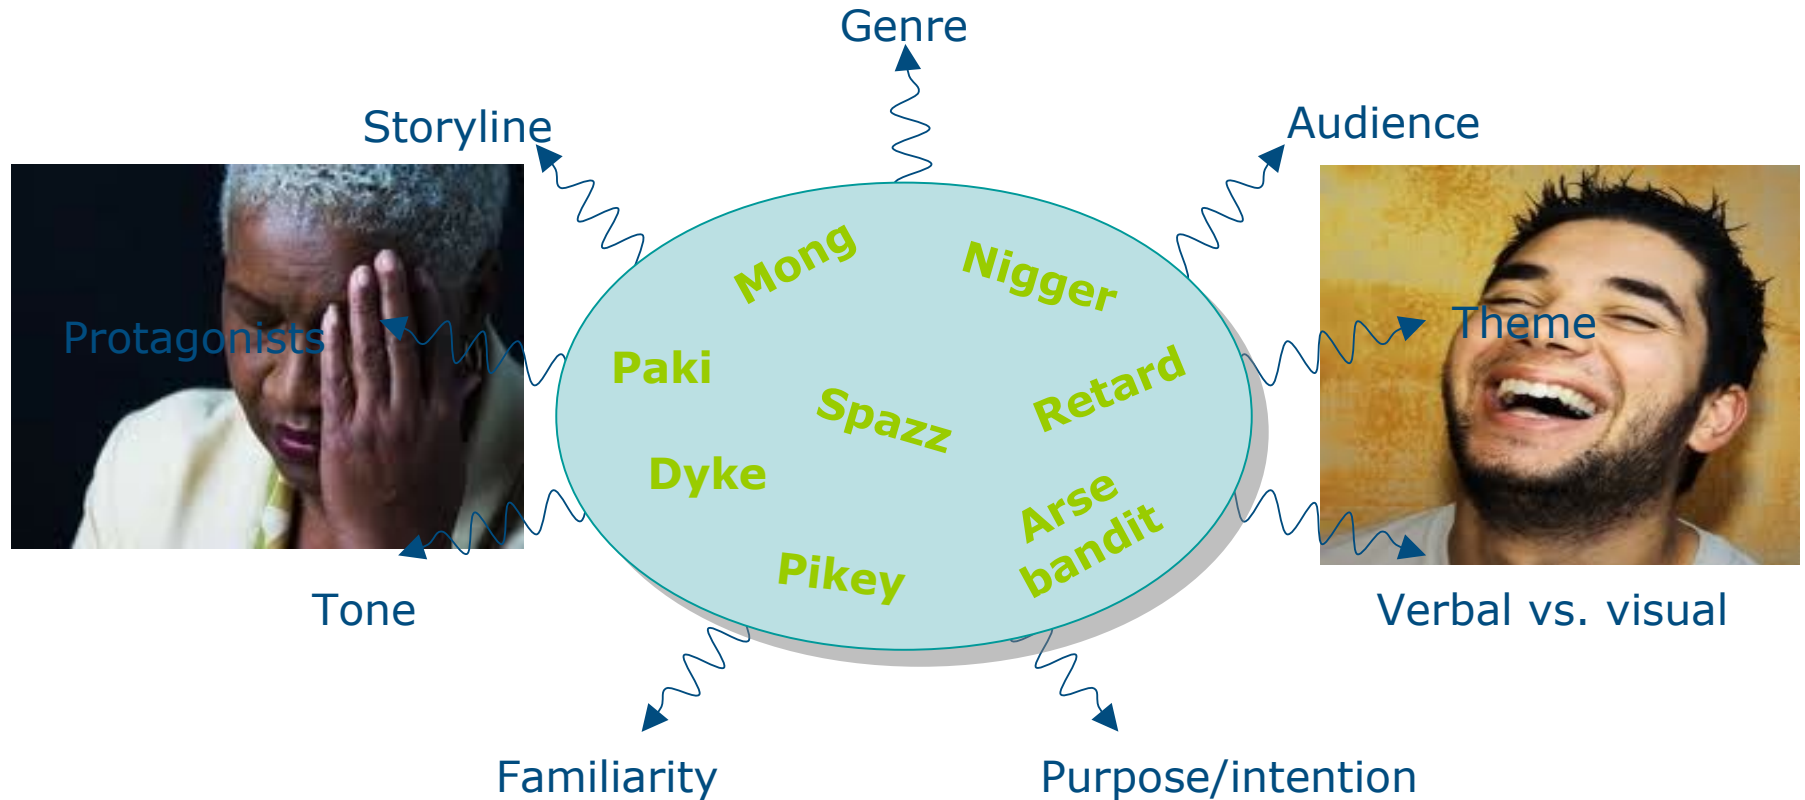 Genre
Storyline
Audience
Mong
Nigger
Protagonists
Theme
Paki
Spazz
Retard
Dyke
Arse
bandit
Pikey
Tone
Verbal vs. visual
Familiarity
Purpose/intention